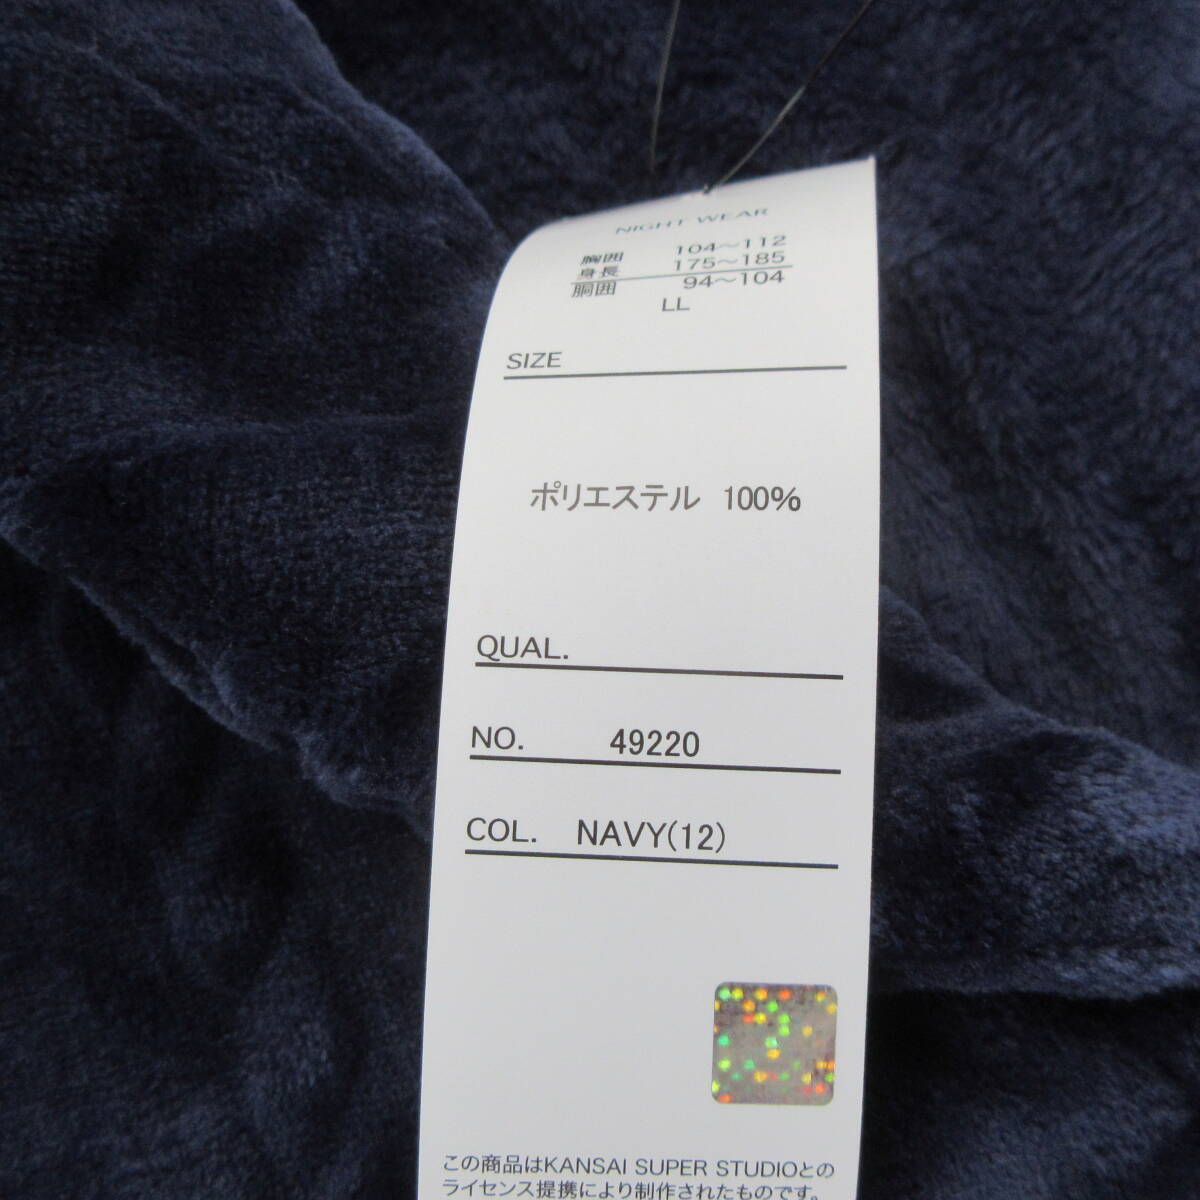 NIGHT WEAR
胸囲 104～112
身長 175～185
胴囲 94～104
LL
SIZE
ポリエステル 100%
QUAL.
NO. 49220
COL. NAVY(12)
この商品はKANSAI SUPER STUDIOとの
ライセンス提携により制作されたものです。